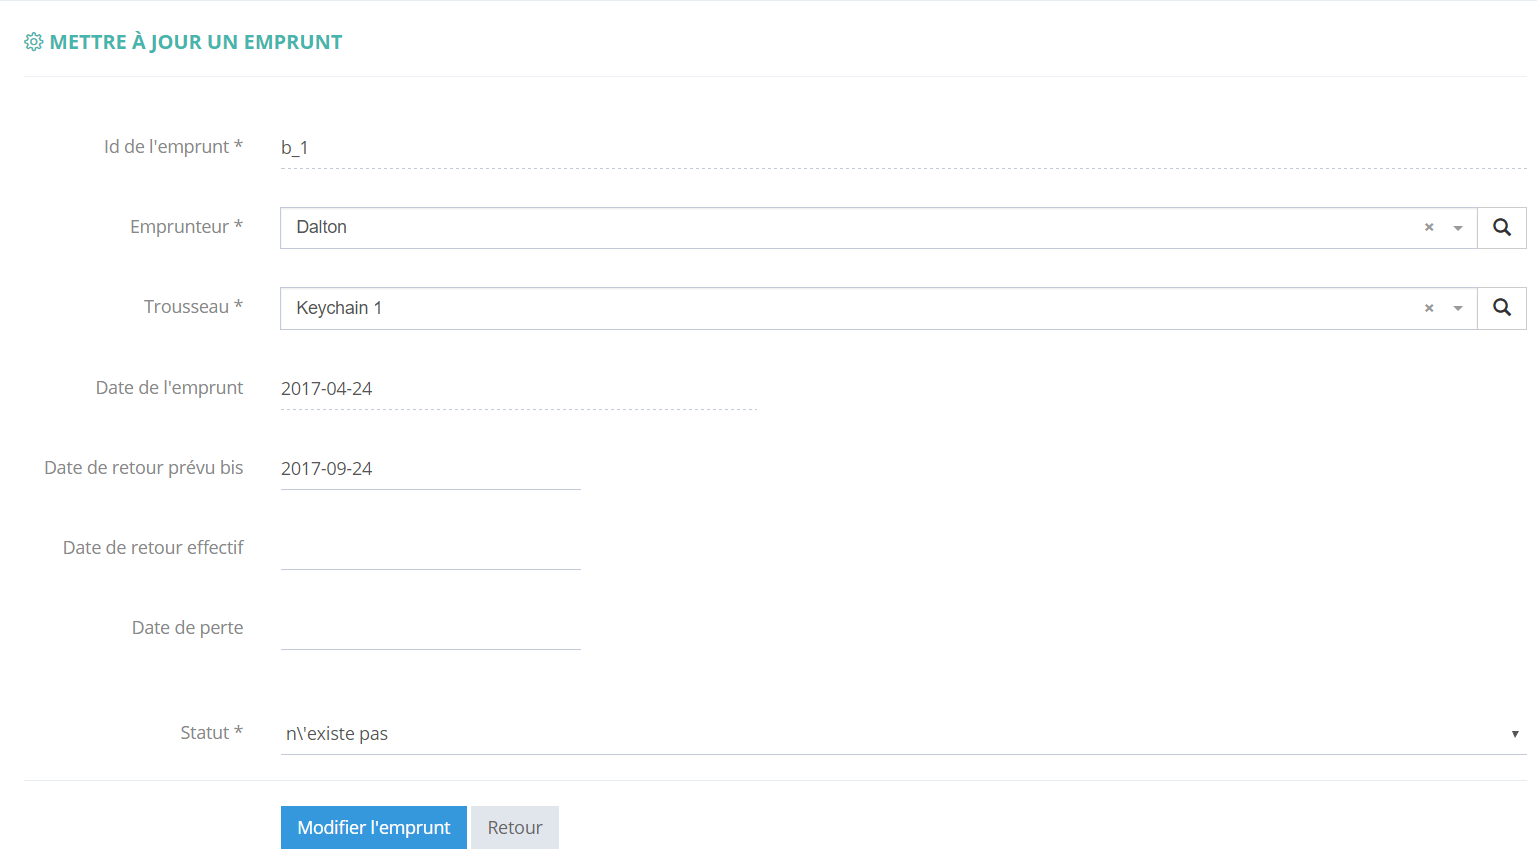 METTRE À JOUR UN EMPRUNT
Id de l'emprunt * b_1
Emprunteur * Dalton
Trousseau * Keychain 1
Date de l'emprunt 2017-04-24
Date de retour prévu bis 2017-09-24
Date de retour effectif
Date de perte
Statut * n\'existe pas
Modifier l'emprunt Retour